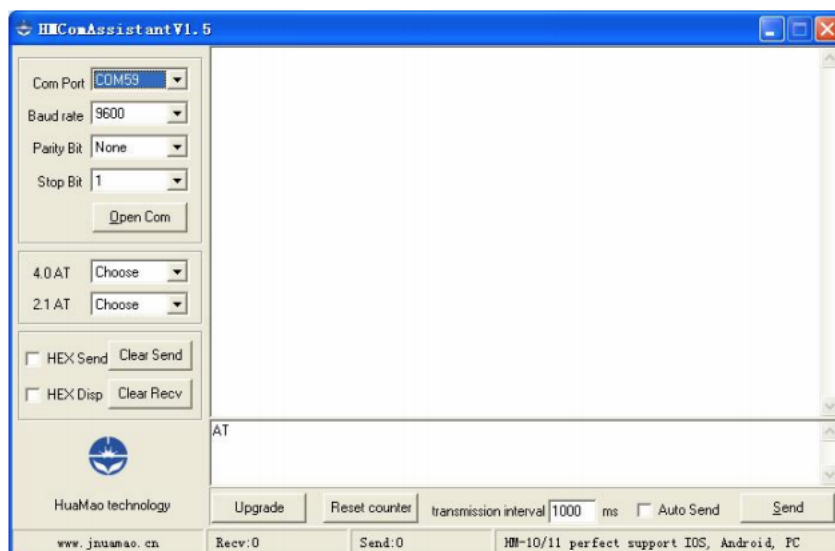 HMComAssistantV1.5
Com Port COM59
Baud rate 9600
Parity Bit None
Stop Bit 1
Open Com
4.0 AT Choose
2.1 AT Choose
HEX Send Clear Send
HEX Disp Clear Recv
HuaMao technology
AT
Upgrade Reset counter transmission interval 1000 ms Auto Send Send
www.jnuamao.cn Recv:0 Send:0 HM-10/11 perfect support IOS, Android, PC